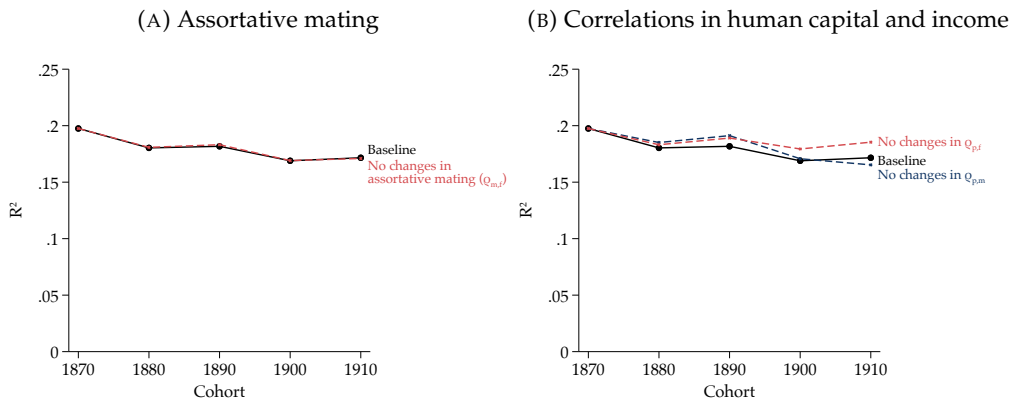 (A) Assortative mating
.25
.2
.15
.1
.05
0
R²
1870 1880 1890 1900 1910
Cohort
Baseline
No changes in
assortative mating (ϱm,f)
(B) Correlations in human capital and income
.25
.2
.15
.1
.05
0
R²
1870 1880 1890 1900 1910
Cohort
No changes in ϱp,f
Baseline
No changes in ϱp,m